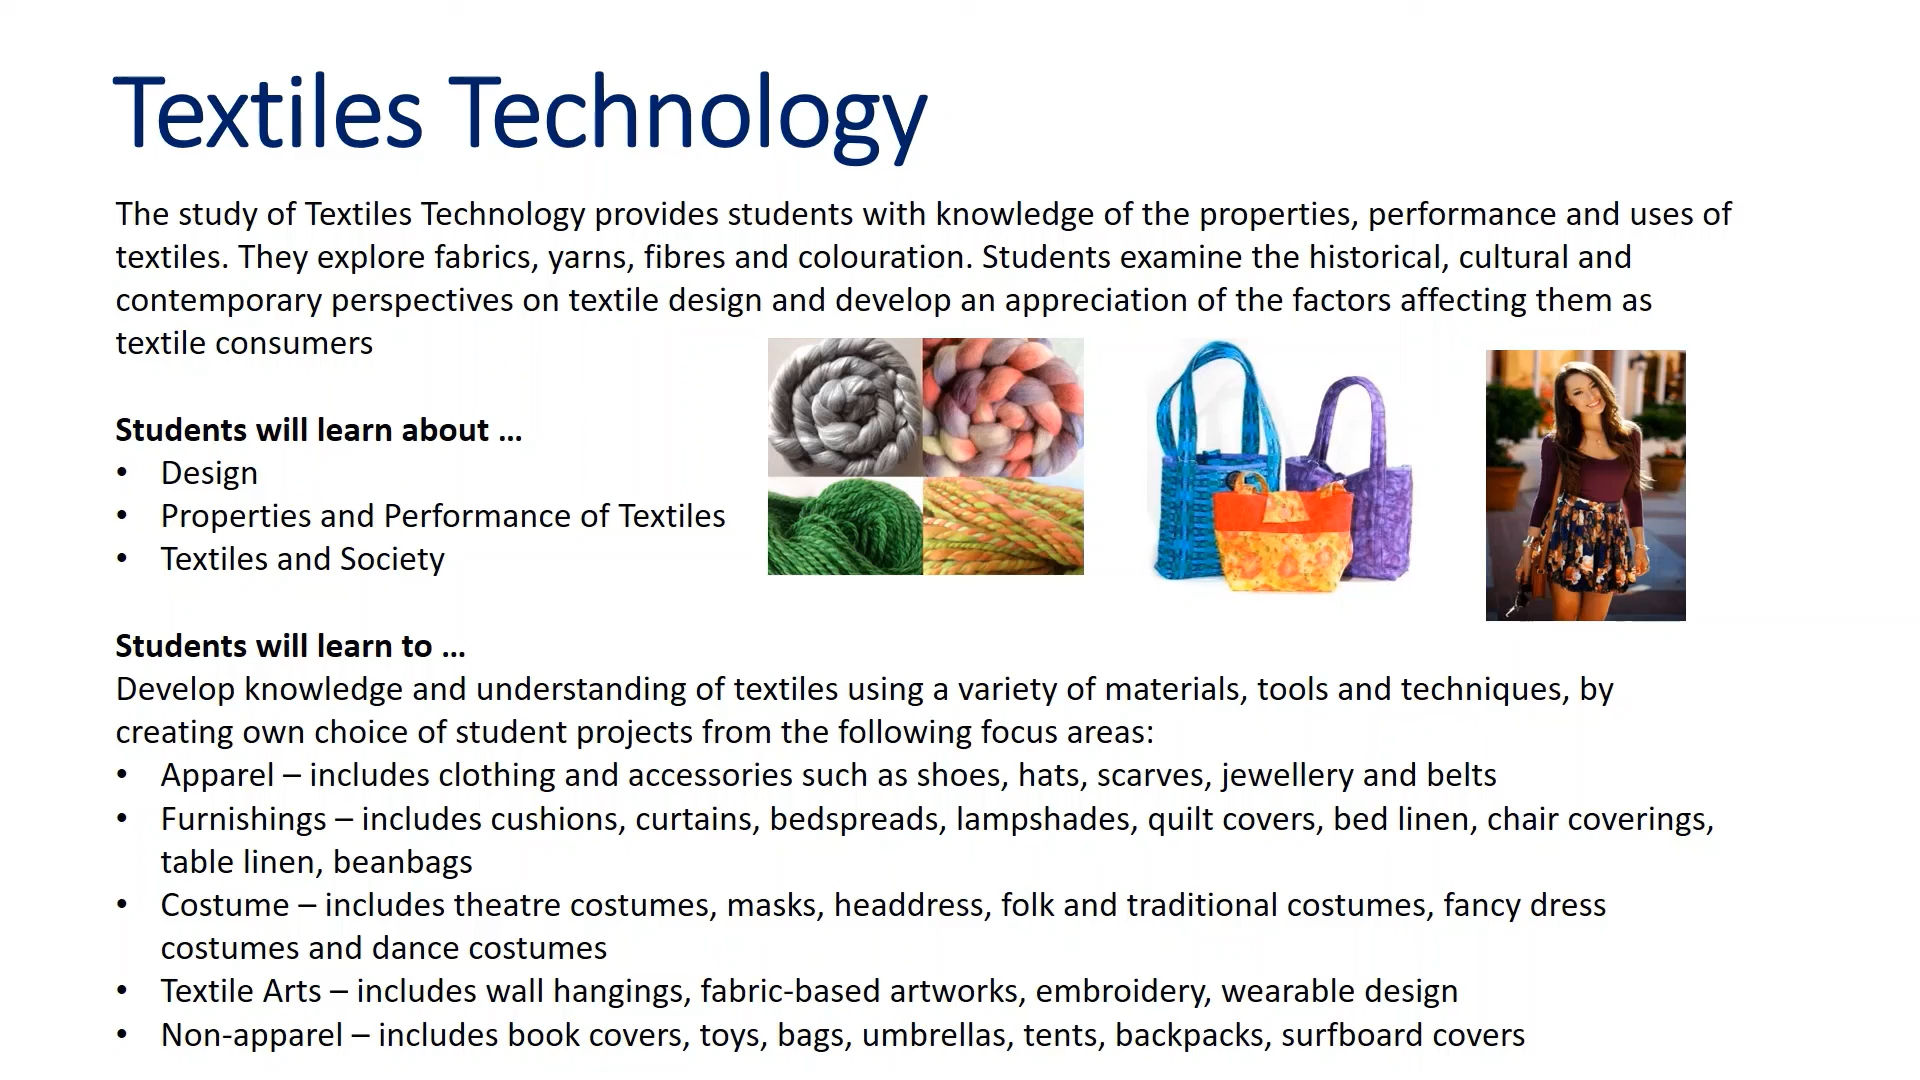 Textiles Technology
The study of Textiles Technology provides students with knowledge of the properties, performance and uses of
textiles. They explore fabrics, yarns, fibres and colouration. Students examine the historical, cultural and
contemporary perspectives on textile design and develop an appreciation of the factors affecting them as
textile consumers
Students will learn about ...
• Design
• Properties and Performance of Textiles
• Textiles and Society
Students will learn to ...
Develop knowledge and understanding of textiles using a variety of materials, tools and techniques, by
creating own choice of student projects from the following focus areas:
• Apparel – includes clothing and accessories such as shoes, hats, scarves, jewellery and belts
• Furnishings – includes cushions, curtains, bedspreads, lampshades, quilt covers, bed linen, chair coverings,
table linen, beanbags
• Costume – includes theatre costumes, masks, headdress, folk and traditional costumes, fancy dress
costumes and dance costumes
• Textile Arts – includes wall hangings, fabric-based artworks, embroidery, wearable design
• Non-apparel – includes book covers, toys, bags, umbrellas, tents, backpacks, surfboard covers